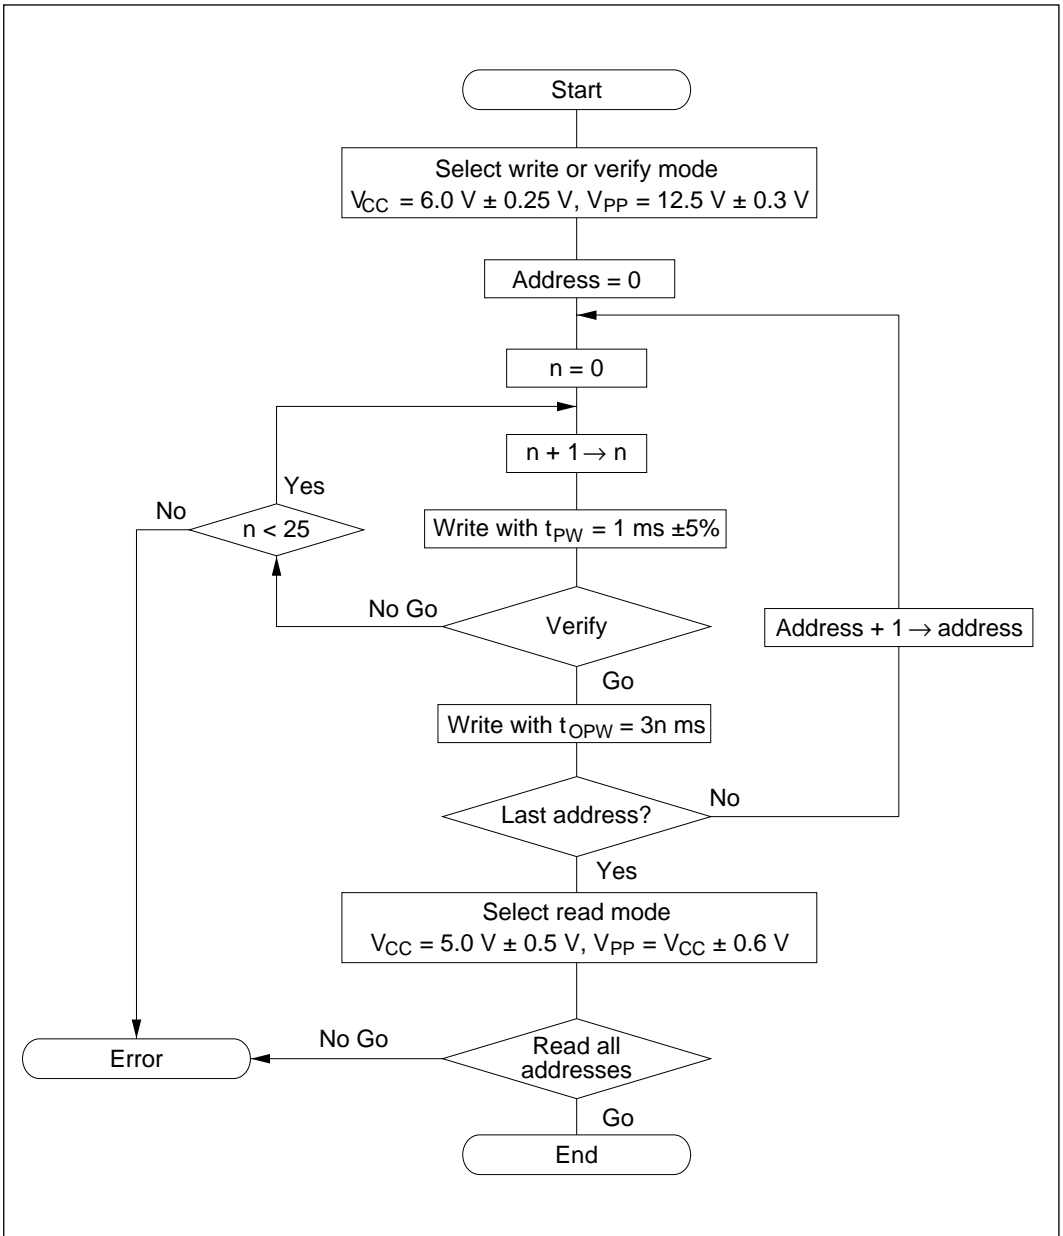 Start
Select write or verify mode
VCC = 6.0 V ± 0.25 V, VPP = 12.5 V ± 0.3 V
Address = 0
n = 0
n + 1 → n
Yes
No
n < 25
Write with tPW = 1 ms ±5%
No Go
Verify
Address + 1 → address
Go
Write with tOPW = 3n ms
Last address?
No
Yes
Select read mode
VCC = 5.0 V ± 0.5 V, VPP = VCC ± 0.6 V
Error
No Go
Read all
addresses
Go
End